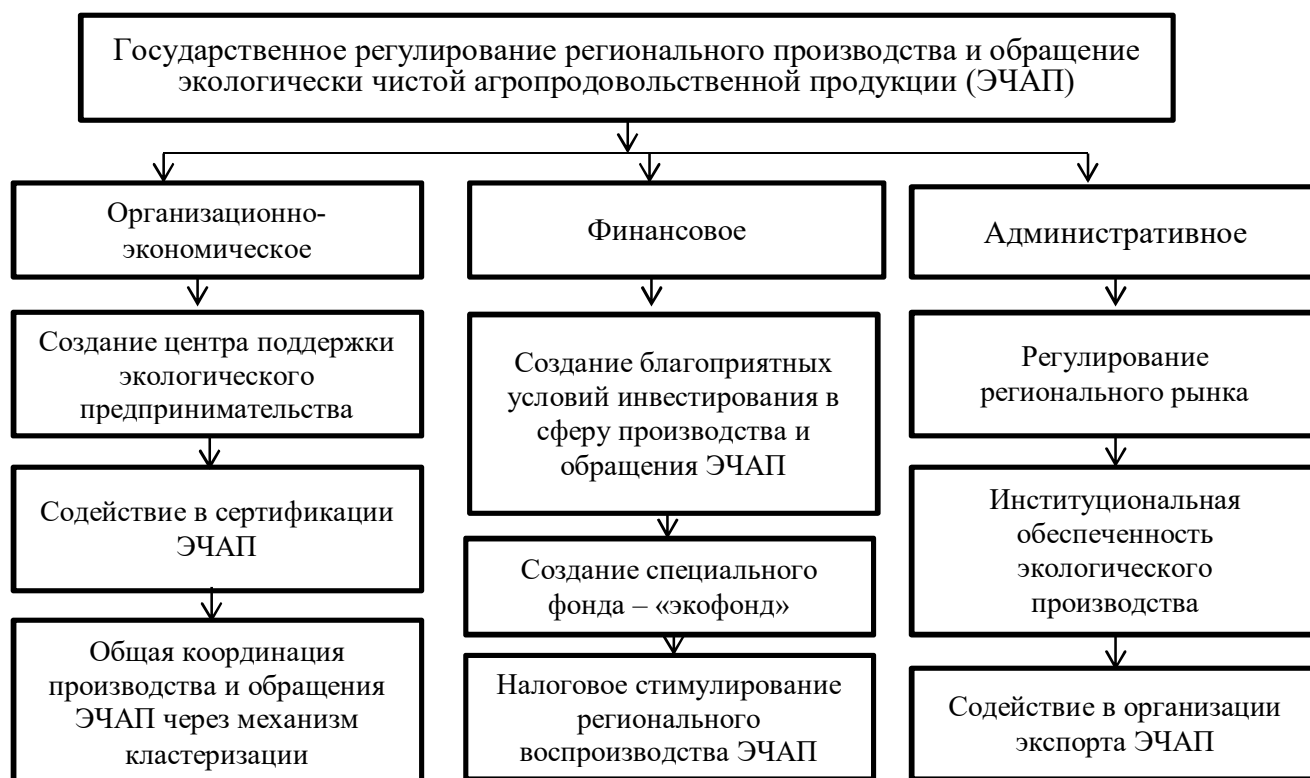 Государственное регулирование регионального производства и обращение
экологически чистой агропродовольственной продукции (ЭЧАП)
Организационно-
экономическое
Создание центра поддержки
экологического
предпринимательства
Содействие в сертификации
ЭЧАП
Общая координация
производства и обращения
ЭЧАП через механизм
кластеризации
Финансовое
Создание благоприятных
условий инвестирования в
сферу производства и
обращения ЭЧАП
Создание специального
фонда – «экофонд»
Налоговое стимулирование
регионального
воспроизводства ЭЧАП
Административное
Регулирование
регионального рынка
Институциональная
обеспеченность
экологического
производства
Содействие в организации
экспорта ЭЧАП